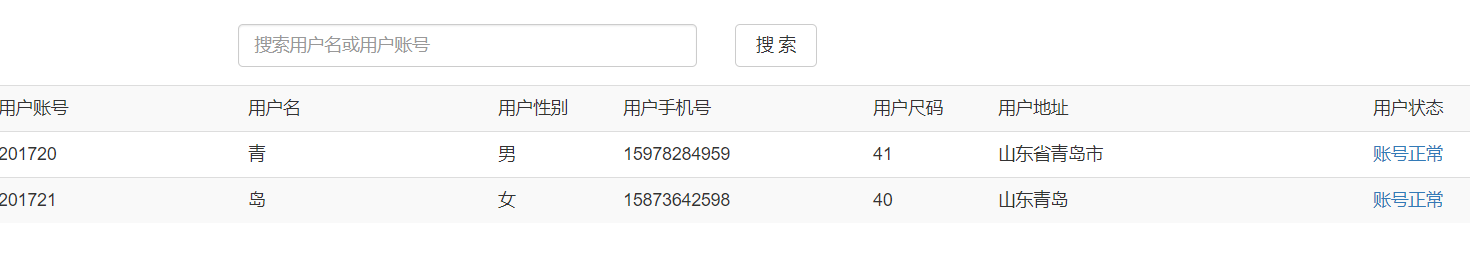 搜索用户名或用户账号 搜 索
用户账号 用户名 用户性别 用户手机号 用户尺码 用户地址 用户状态
201720 青 男 15978284959 41 山东省青岛市 账号正常
201721 岛 女 15873642598 40 山东青岛 账号正常